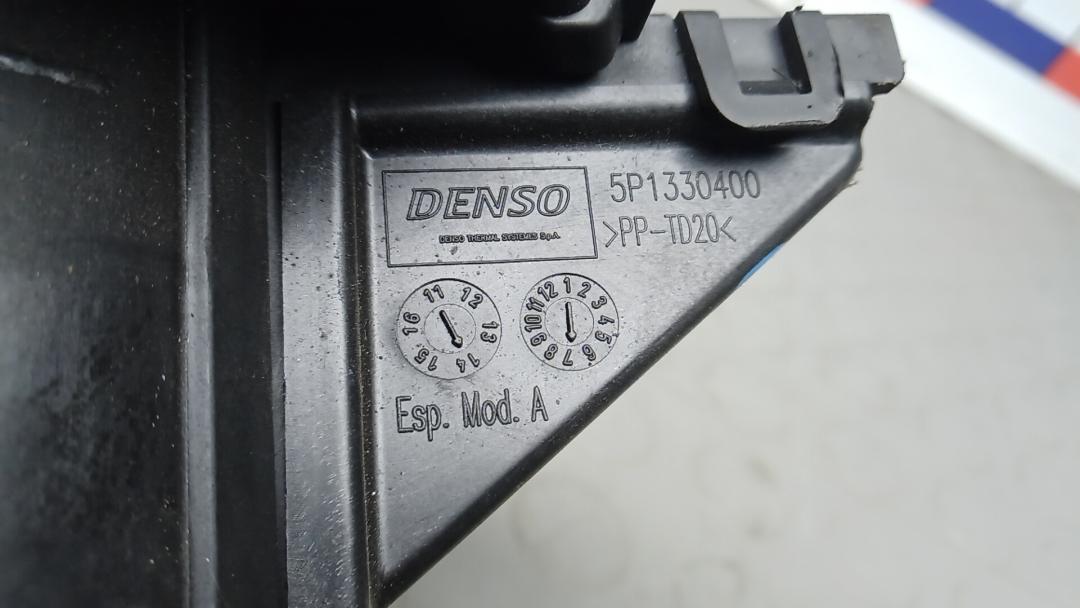 DENSO
DENSO THERMAL SYSTEMES S.p.A.
5P1330400
>PP-TD20<
11 12 13 14 15 16
1 2 3 4 5 6 7 8 9 10 11 12
Esp. Mod. A